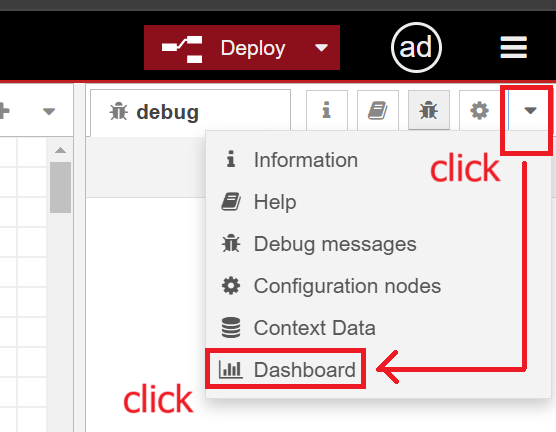 Deploy
ad
debug
i
Information
click
Help
Debug messages
Configuration nodes
Context Data
Dashboard
click